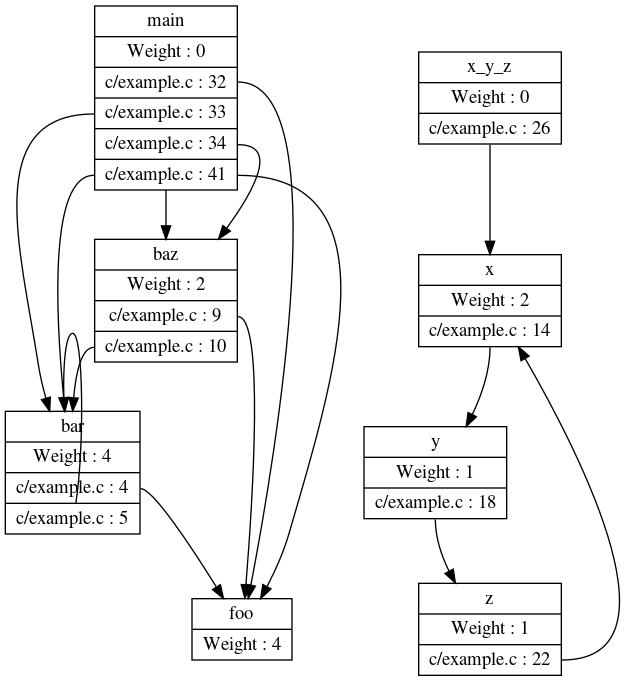 main
Weight : 0
c/example.c : 32
c/example.c : 33
c/example.c : 34
c/example.c : 41
baz
Weight : 2
c/example.c : 9
c/example.c : 10
bar
Weight : 4
c/example.c : 4
c/example.c : 5
foo
Weight : 4
x_y_z
Weight : 0
c/example.c : 26
x
Weight : 2
c/example.c : 14
y
Weight : 1
c/example.c : 18
z
Weight : 1
c/example.c : 22